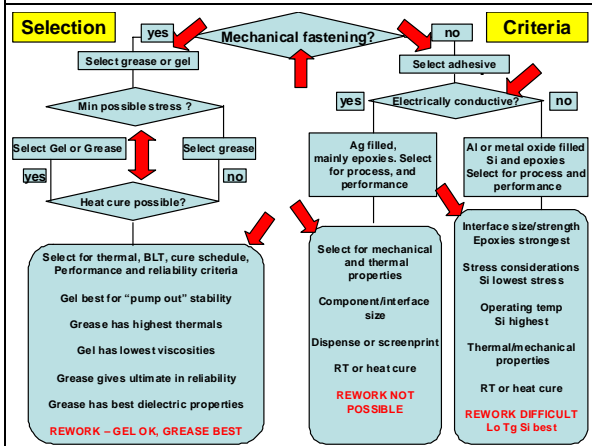 Selection
Criteria
yes
Mechanical fastening?
no
Select grease or gel
Select adhesive
Min possible stress ?
yes
Electrically conductive?
no
Select Gel or Grease
Select grease
yes
no
Heat cure possible?
Ag filled,
mainly epoxies. Select
for process, and
performance
Al or metal oxide filled
Si and epoxies
Select for process and
performance
Select for thermal, BLT, cure schedule,
Performance and reliability criteria
Gel best for “pump out” stability
Grease has highest thermals
Gel has lowest viscosities
Grease gives ultimate in reliability
Grease has best dielectric properties
REWORK – GEL OK, GREASE BEST
Select for mechanical
and thermal
properties
Component/interface
size
Dispense or screenprint
RT or heat cure
REWORK NOT
POSSIBLE
Interface size/strength
Epoxies strongest
Stress considerations
Si lowest stress
Operating temp
Si highest
Thermal/mechanical
properties
RT or heat cure
REWORK DIFFICULT
Lo Tg Si best